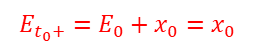 E_{t_0+} = E_0 + x_0 = x_0